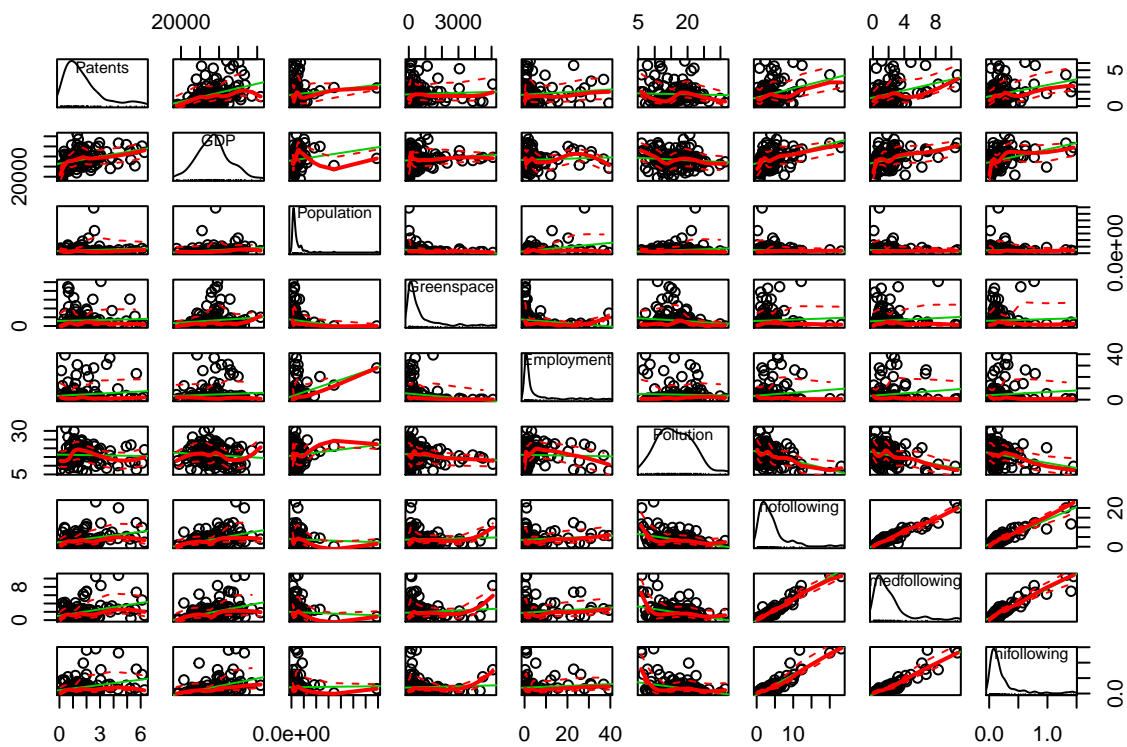 20000
0 3000
5 20
0 4 8
Patents
0 5
20000
GDP
Population
0.0e+00
0
Greenspace
Employment
0 40
5 30
Pollution
nofollowing
0 20
0 8
medfollowing
hifollowing
0.0
0 3 6
0.0e+00
0 20 40
0 10
0.0 1.0